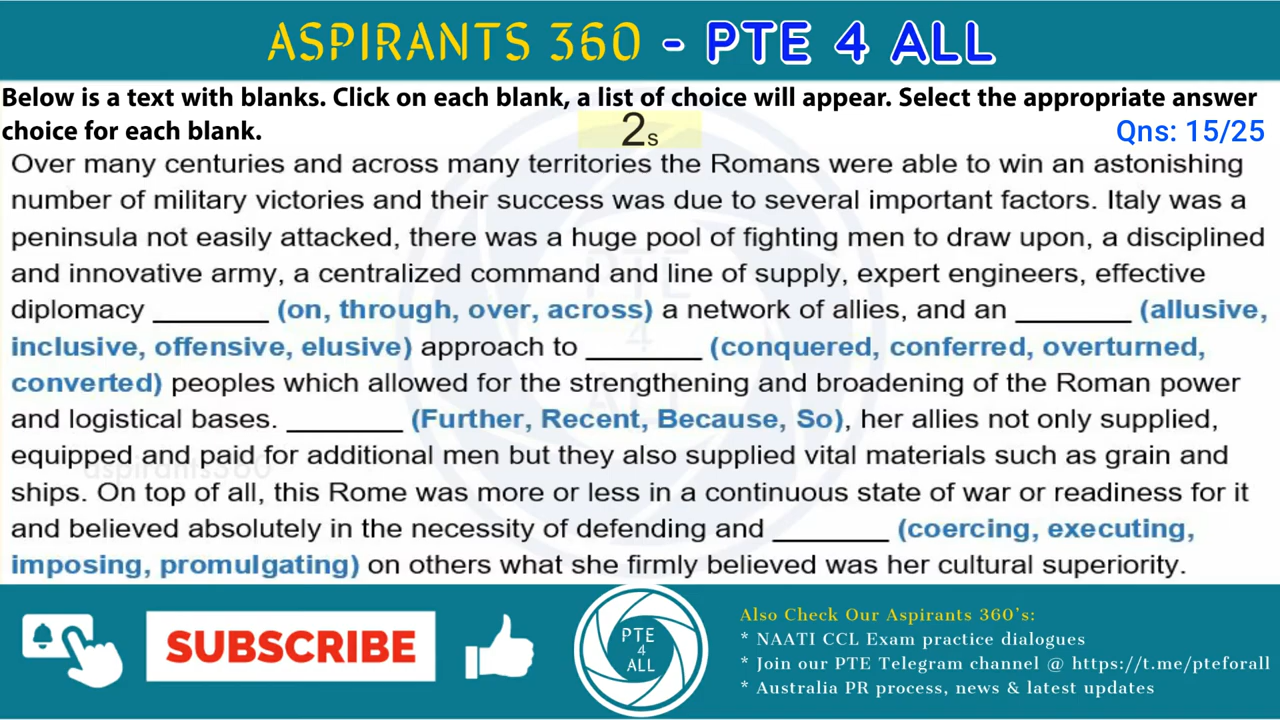 ASPIRANTS 360 - PTE 4 ALL
Below is a text with blanks. Click on each blank, a list of choice will appear. Select the appropriate answer
choice for each blank.
2s
Qns: 15/25
Over many centuries and across many territories the Romans were able to win an astonishing
number of military victories and their success was due to several important factors. Italy was a
peninsula not easily attacked, there was a huge pool of fighting men to draw upon, a disciplined
and innovative army, a centralized command and line of supply, expert engineers, effective
diplomacy ________ (on, through, over, across) a network of allies, and an ________ (allusive,
inclusive, offensive, elusive) approach to ________ (conquered, conferred, overturned,
converted) peoples which allowed for the strengthening and broadening of the Roman power
and logistical bases. ________ (Further, Recent, Because, So), her allies not only supplied,
equipped and paid for additional men but they also supplied vital materials such as grain and
ships. On top of all, this Rome was more or less in a continuous state of war or readiness for it
and believed absolutely in the necessity of defending and ________ (coercing, executing,
imposing, promulgating) on others what she firmly believed was her cultural superiority.
PTE
4
ALL
aspirants360
SUBSCRIBE
PTE
4
ALL
Also Check Our Aspirants 360's:
* NAATI CCL Exam practice dialogues
* Join our PTE Telegram channel @ https://t.me/pteforall
* Australia PR process, news & latest updates